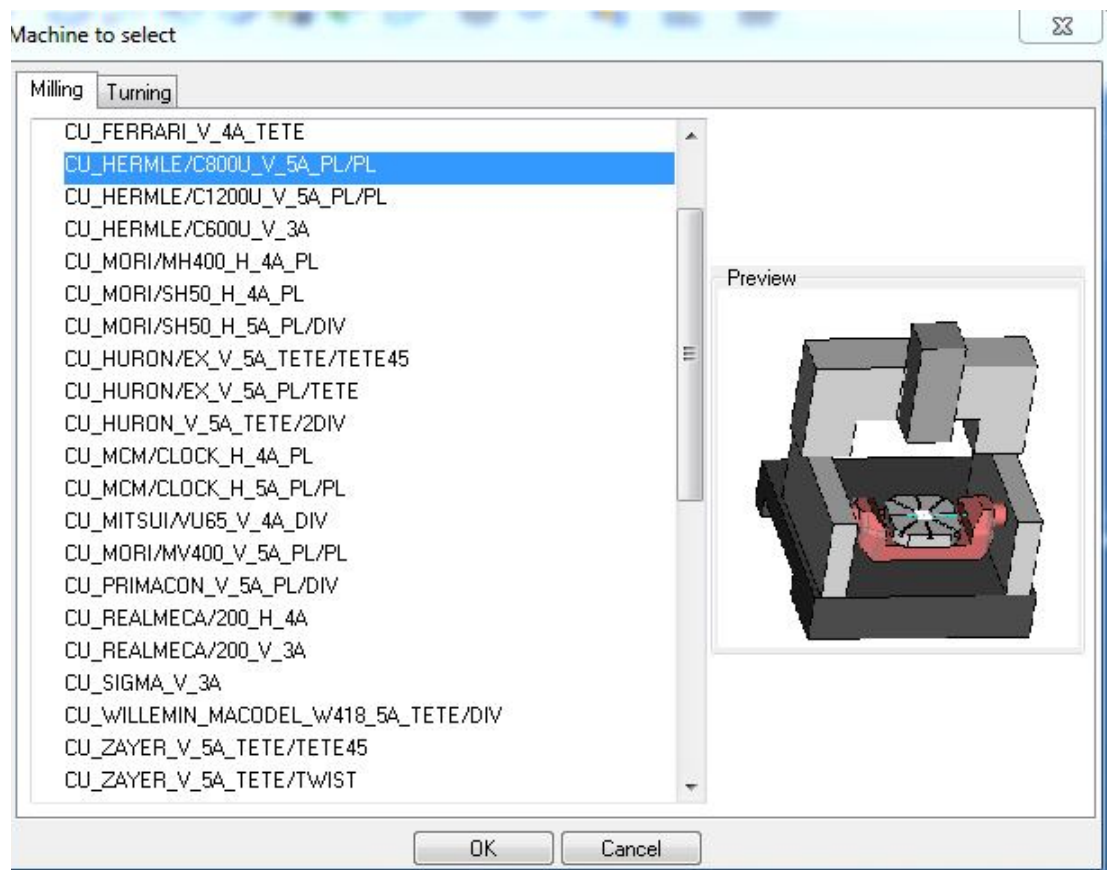 Machine to select
Milling
Turning
CU_FERRARI_V_4A_TETE
CU_HERMLE/C800U_V_5A_PL/PL
CU_HERMLE/C1200U_V_5A_PL/PL
CU_HERMLE/C600U_V_3A
CU_MORI/MH400_H_4A_PL
CU_MORI/SH50_H_4A_PL
CU_MORI/SH50_H_5A_PL/DIV
CU_HURON/EX_V_5A_TETE/TETE45
CU_HURON/EX_V_5A_PL/TETE
CU_HURON_V_5A_TETE/2DIV
CU_MCM/CLOCK_H_4A_PL
CU_MCM/CLOCK_H_5A_PL/PL
CU_MITSUI/VU65_V_4A_DIV
CU_MORI/MV400_V_5A_PL/PL
CU_PRIMACON_V_5A_PL/DIV
CU_REALMECA/200_H_4A
CU_REALMECA/200_V_3A
CU_SIGMA_V_3A
CU_WILLEMIN_MACODEL_W418_5A_TETE/DIV
CU_ZAYER_V_5A_TETE/TETE45
CU_ZAYER_V_5A_TETE/TWIST
Preview
OK
Cancel